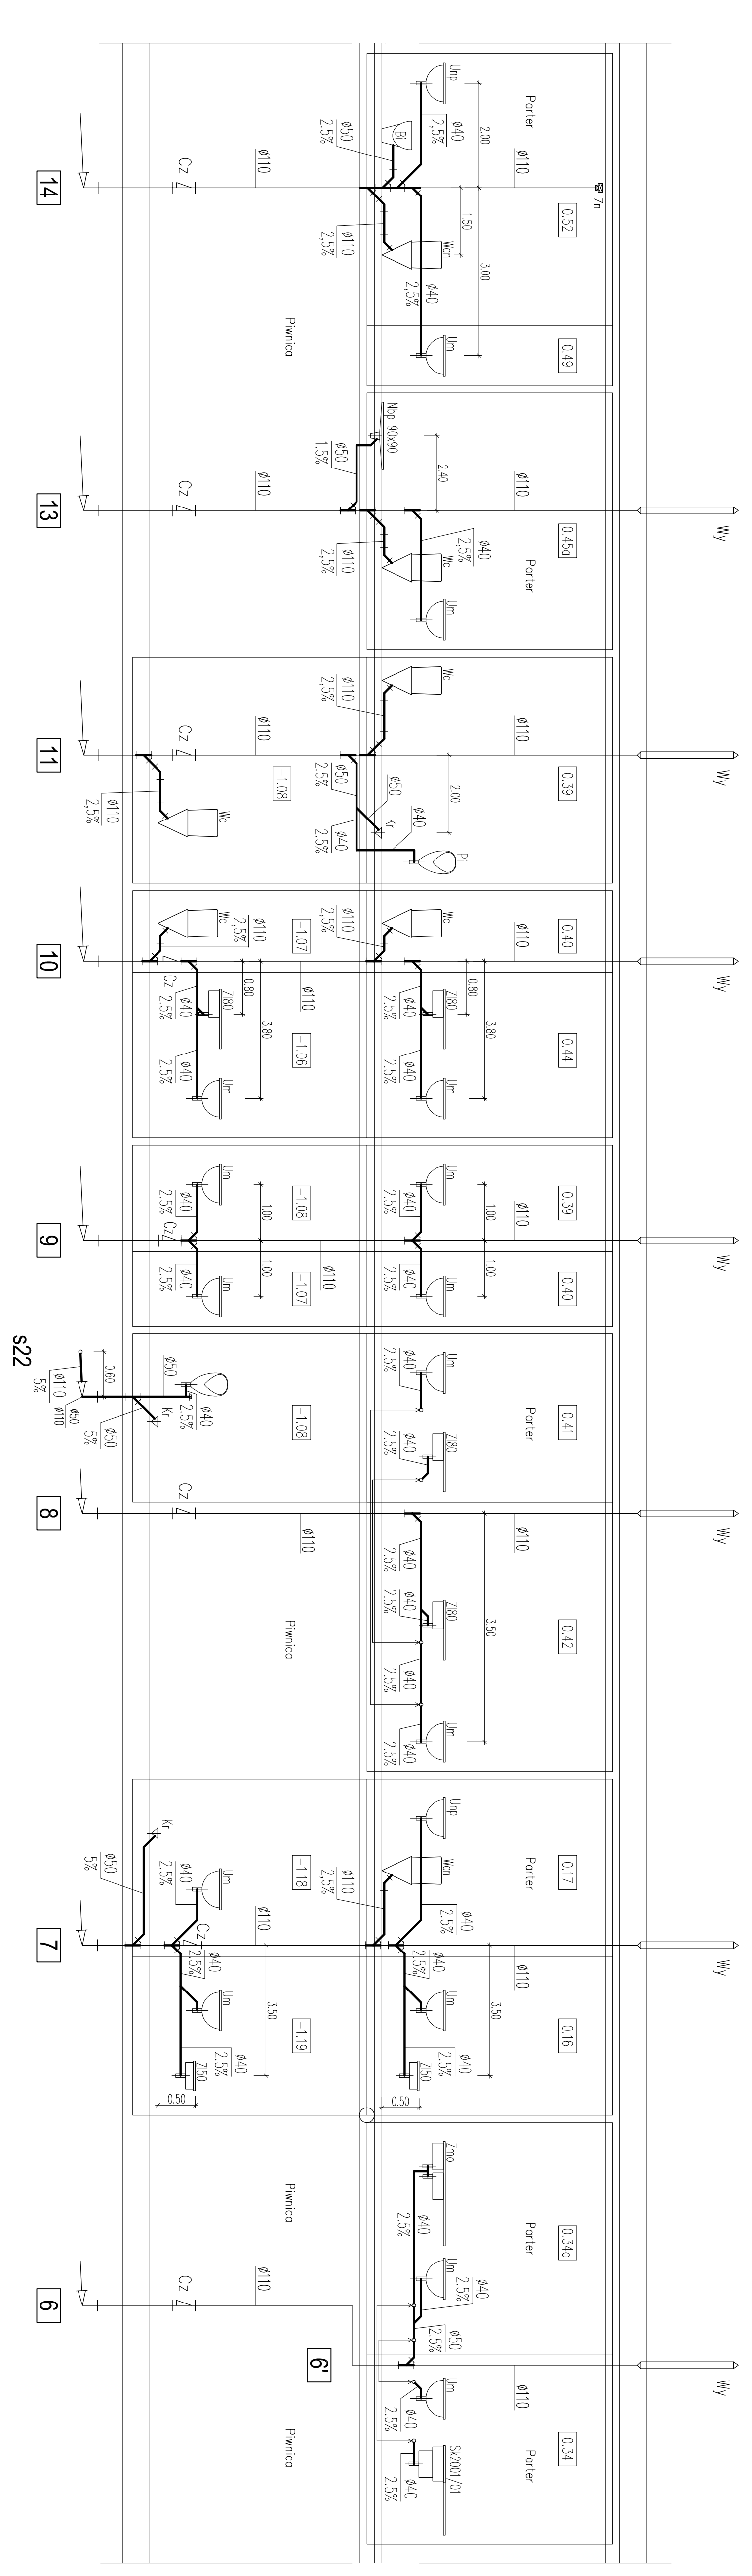 Unp
Parter
2.00
Ø40
2,5%
Bi
Ø50
2.5%
Ø110
Cz
Ø110
14
Zn
0.52
1.50
Wcn
Ø110
2,5%
3.00
Ø40
2,5%
Piwnica
0.49
Um
Nbp 90x90
Ø50
1.5%
2.40
Ø110
Cz
Ø110
13
Wy
0.45a
Parter
Ø40
2,5%
Wc
Ø110
2,5%
Um
Wc
Ø110
2,5%
Ø110
Ø110
Cz
11
Wy
0.39
2.00
Ø50
Kr
Ø50
2.5%
Ø40
Ø40
2.5%
Pi
-1.08
Wc
Ø110
2,5%
0.40
Wc
Ø110
2,5%
Ø110
-1.07
Wc
Ø110
2,5%
10
Wy
0.44
0.80
3.80
Zl80
Ø40
2.5%
Ø40
2.5%
Um
Ø110
-1.06
0.80
3.80
Cz
Zl80
Ø40
2.5%
Ø40
2.5%
Um
0.39
Um
Ø40
2.5%
1.00
Ø110
-1.08
Um
Ø40
2.5%
1.00
Cz
9
Wy
0.40
1.00
Ø40
2.5%
Um
Ø110
-1.07
1.00
Ø40
2.5%
Um
0.41
Parter
Um
Ø40
2.5%
Zl80
Ø40
2.5%
-1.08
Ø40
2.5%
Ø50
Kr
0.60
Ø110
5%
Ø50
Ø110
Ø50
5%
s22
Cz
8
Wy
Ø110
Ø110
3.50
0.42
Ø40
2.5%
Ø40
2.5%
Zl80
Ø40
2.5%
Ø40
2.5%
Um
Piwnica
0.17
Parter
Unp
Wcn
Ø110
2,5%
Ø40
2.5%
-1.18
Um
Ø40
2.5%
Kr
Ø50
5%
Ø110
Cz
7
Wy
Ø110
0.16
3.50
Ø40
2.5%
Um
Ø40
2.5%
Zl50
0.50
-1.19
3.50
Ø40
2.5%
Um
Ø40
2.5%
Zl50
0.50
Zmo
Parter
0.34a
Ø40
2.5%
Um
Ø40
2.5%
Ø50
2.5%
Piwnica
Ø110
Cz
6
6'
Wy
Ø110
Um
Ø40
2.5%
0.34
Parter
Sk2001/01
Ø40
2.5%
Piwnica